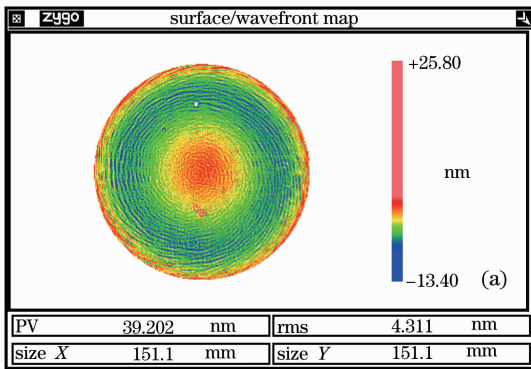 zygo surface/wavefront map
+25.80
nm
−13.40 (a)
PV 39.202 nm rms 4.311 nm
size X 151.1 mm size Y 151.1 mm